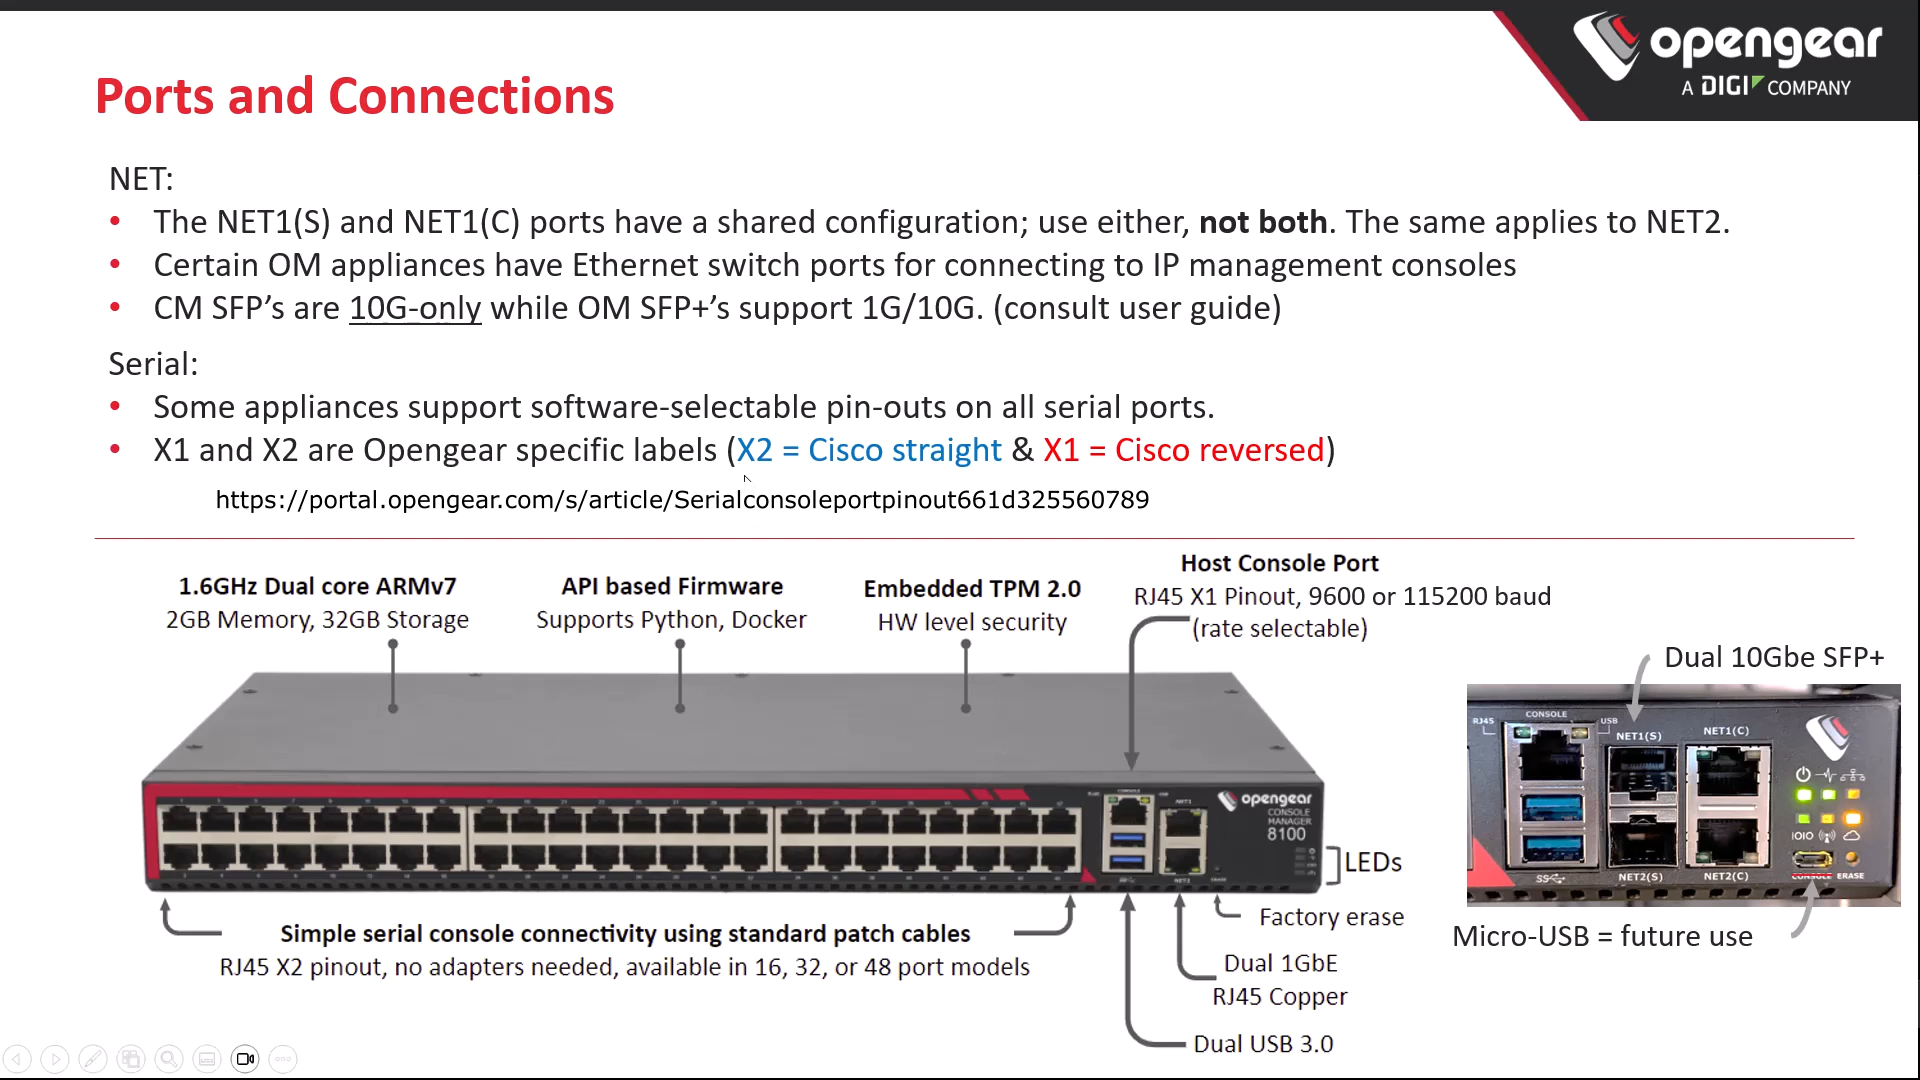 opengear
A DIGI COMPANY
Ports and Connections
NET:
• The NET1(S) and NET1(C) ports have a shared configuration; use either, not both. The same applies to NET2.
• Certain OM appliances have Ethernet switch ports for connecting to IP management consoles
• CM SFP’s are 10G-only while OM SFP+’s support 1G/10G. (consult user guide)
Serial:
• Some appliances support software-selectable pin-outs on all serial ports.
• X1 and X2 are Opengear specific labels (X2 = Cisco straight & X1 = Cisco reversed)
https://portal.opengear.com/s/article/Serialconsoleportpinout661d325560789
1.6GHz Dual core ARMv7
2GB Memory, 32GB Storage
API based Firmware
Supports Python, Docker
Embedded TPM 2.0
HW level security
Host Console Port
RJ45 X1 Pinout, 9600 or 115200 baud
(rate selectable)
Dual 10Gbe SFP+
opengear
CONSOLE
MANAGER
8100
LEDs
Factory erase
Simple serial console connectivity using standard patch cables
RJ45 X2 pinout, no adapters needed, available in 16, 32, or 48 port models
Dual 1GbE
RJ45 Copper
Dual USB 3.0
RJ45
CONSOLE
USB
NET1(S)
NET1(C)
IOIO
SS
NET2(S)
NET2(C)
CONSOLE
ERASE
Micro-USB = future use